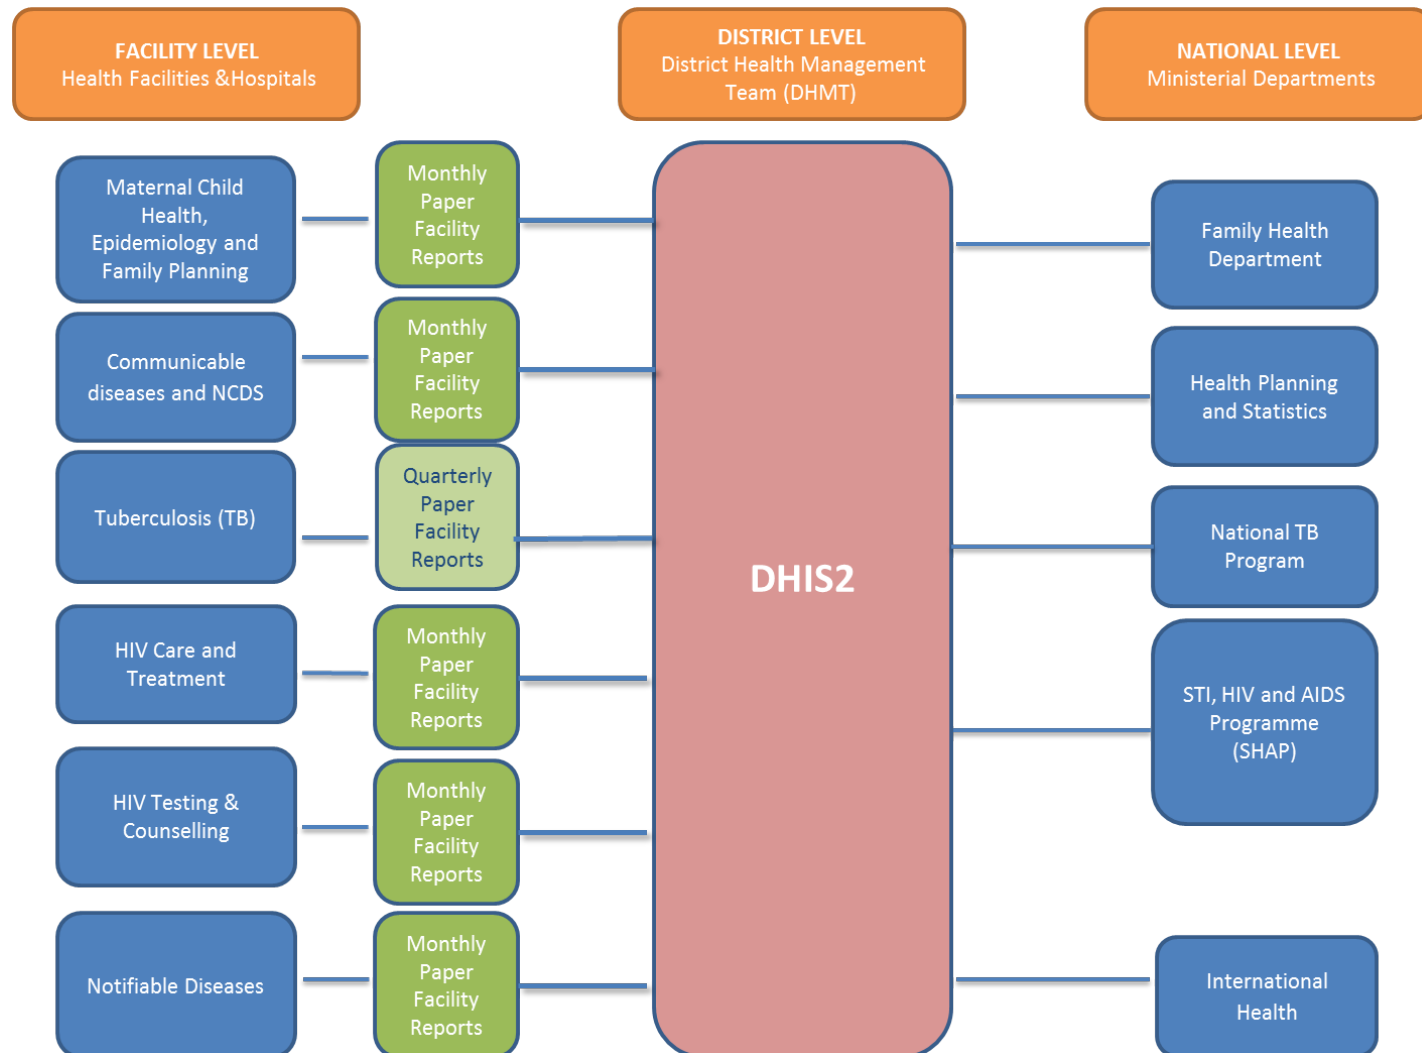 FACILITY LEVEL
Health Facilities &Hospitals
DISTRICT LEVEL
District Health Management
Team (DHMT)
NATIONAL LEVEL
Ministerial Departments
Maternal Child
Health,
Epidemiology and
Family Planning
Monthly
Paper
Facility
Reports
Communicable
diseases and NCDS
Monthly
Paper
Facility
Reports
Tuberculosis (TB)
Quarterly
Paper
Facility
Reports
HIV Care and
Treatment
Monthly
Paper
Facility
Reports
HIV Testing &
Counselling
Monthly
Paper
Facility
Reports
Notifiable Diseases
Monthly
Paper
Facility
Reports
DHIS2
Family Health
Department
Health Planning
and Statistics
National TB
Program
STI, HIV and AIDS
Programme
(SHAP)
International
Health